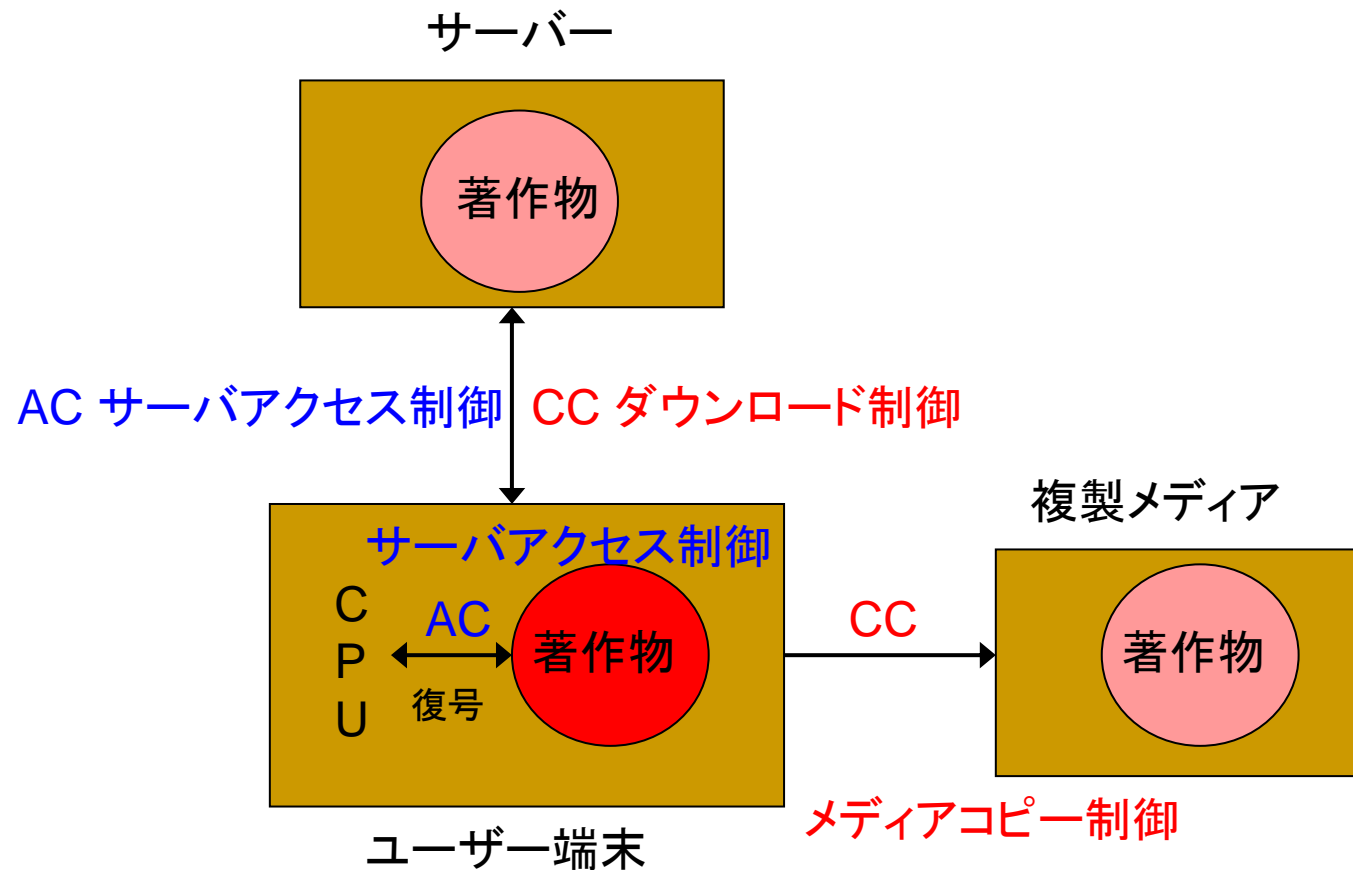 サーバー
著作物
AC サーバアクセス制御
CC ダウンロード制御
複製メディア
サーバアクセス制御
CPU
AC
復号
著作物
CC
著作物
メディアコピー制御
ユーザー端末